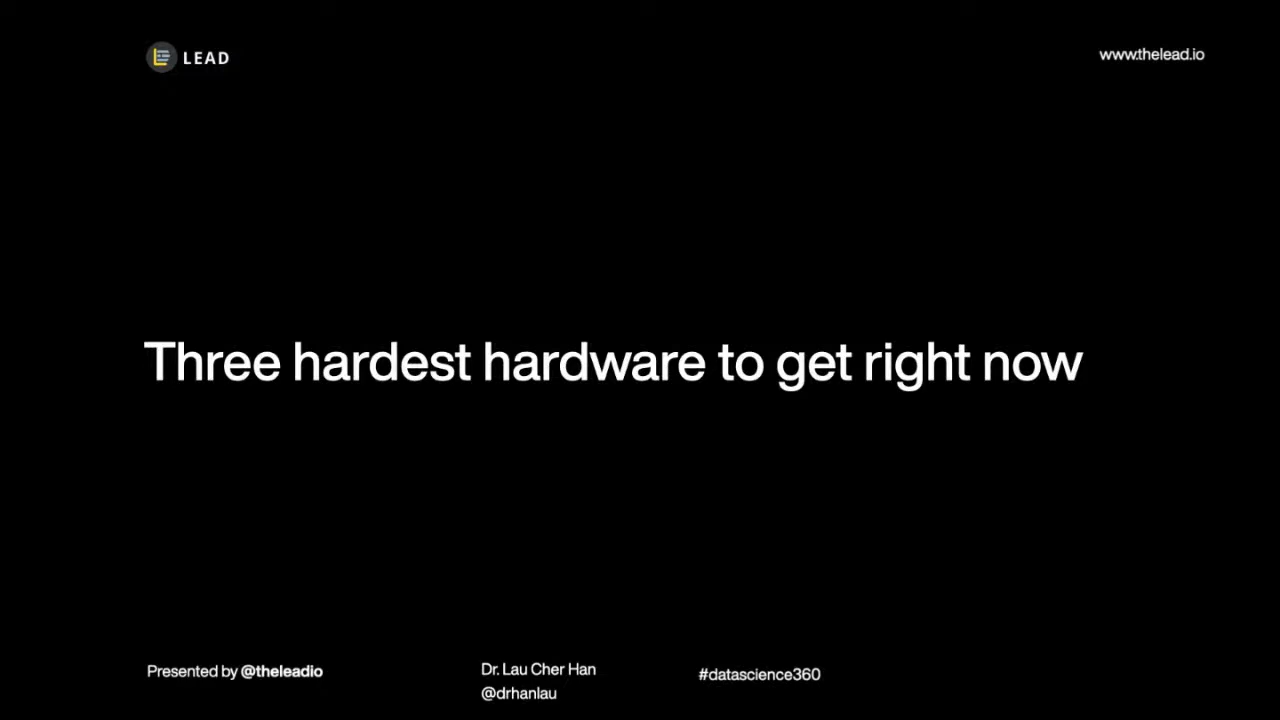 LEAD
www.thelead.io
Three hardest hardware to get right now
Presented by @theleadio
Dr. Lau Cher Han
@drhanlau
#datascience360